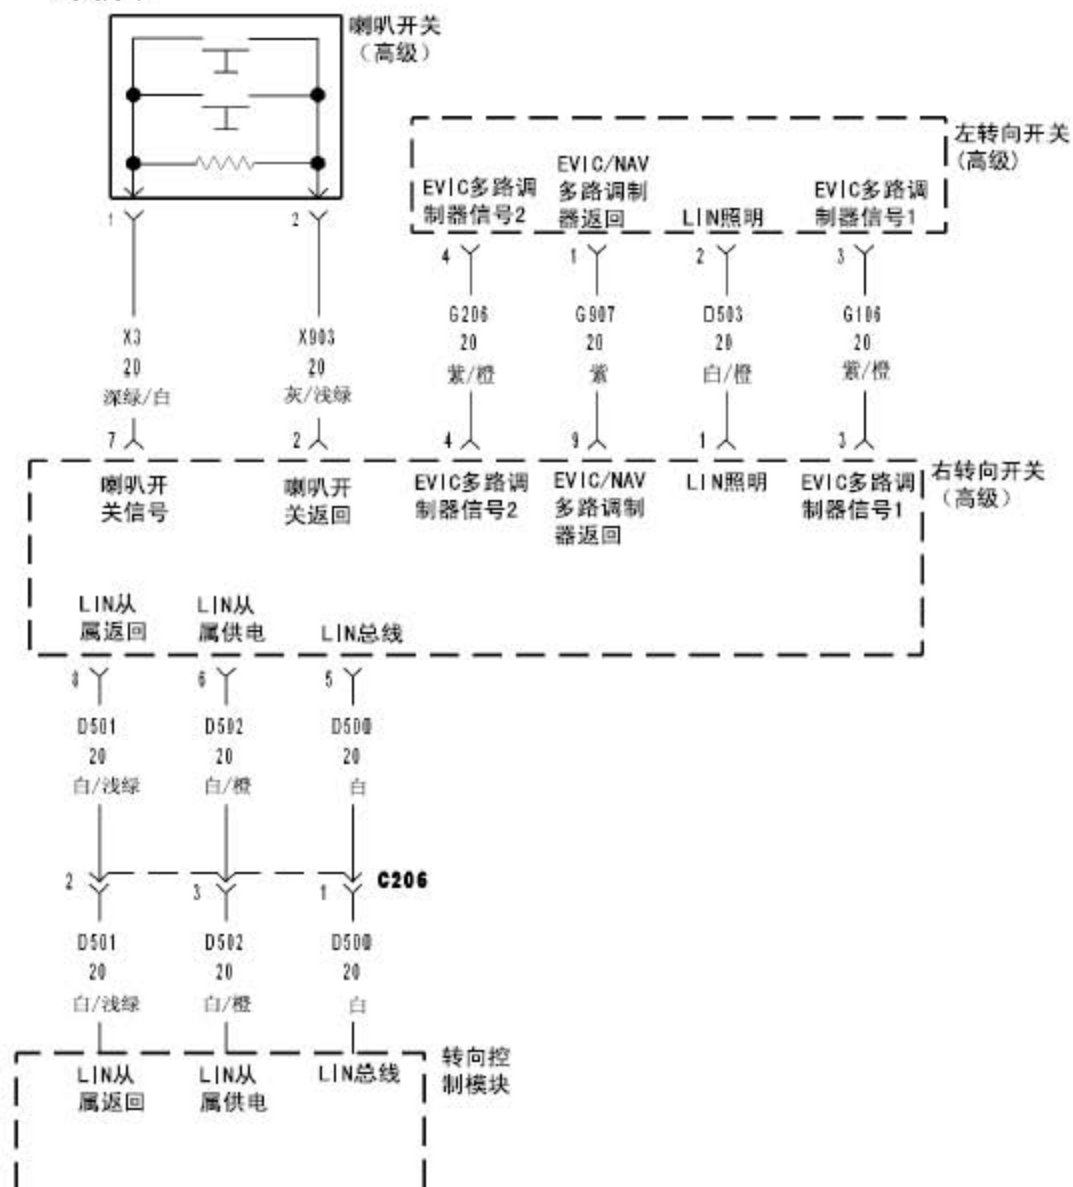 喇叭开关
（高级）
左转向开关
(高级)
EVIC多路调
制器信号2
EVIC/NAV
多路调制
器返回
LIN照明
EVIC多路调
制器信号1
1
2
4
1
2
3
X3
20
深绿/白
X903
20
灰/浅绿
G206
20
紫/橙
G907
20
紫
D503
20
白/橙
G106
20
紫/橙
7
2
4
9
1
3
右转向开关
（高级）
喇叭开
关信号
喇叭开
关返回
EVIC多路调
制器信号2
EVIC/NAV
多路调制
器返回
LIN照明
EVIC多路调
制器信号1
LIN从
属返回
LIN从
属供电
LIN总线
8
6
5
D501
20
白/浅绿
D502
20
白/橙
D500
20
白
2
3
1
C206
D501
20
白/浅绿
D502
20
白/橙
D500
20
白
转向控
制模块
LIN从
属返回
LIN从
属供电
LIN总线